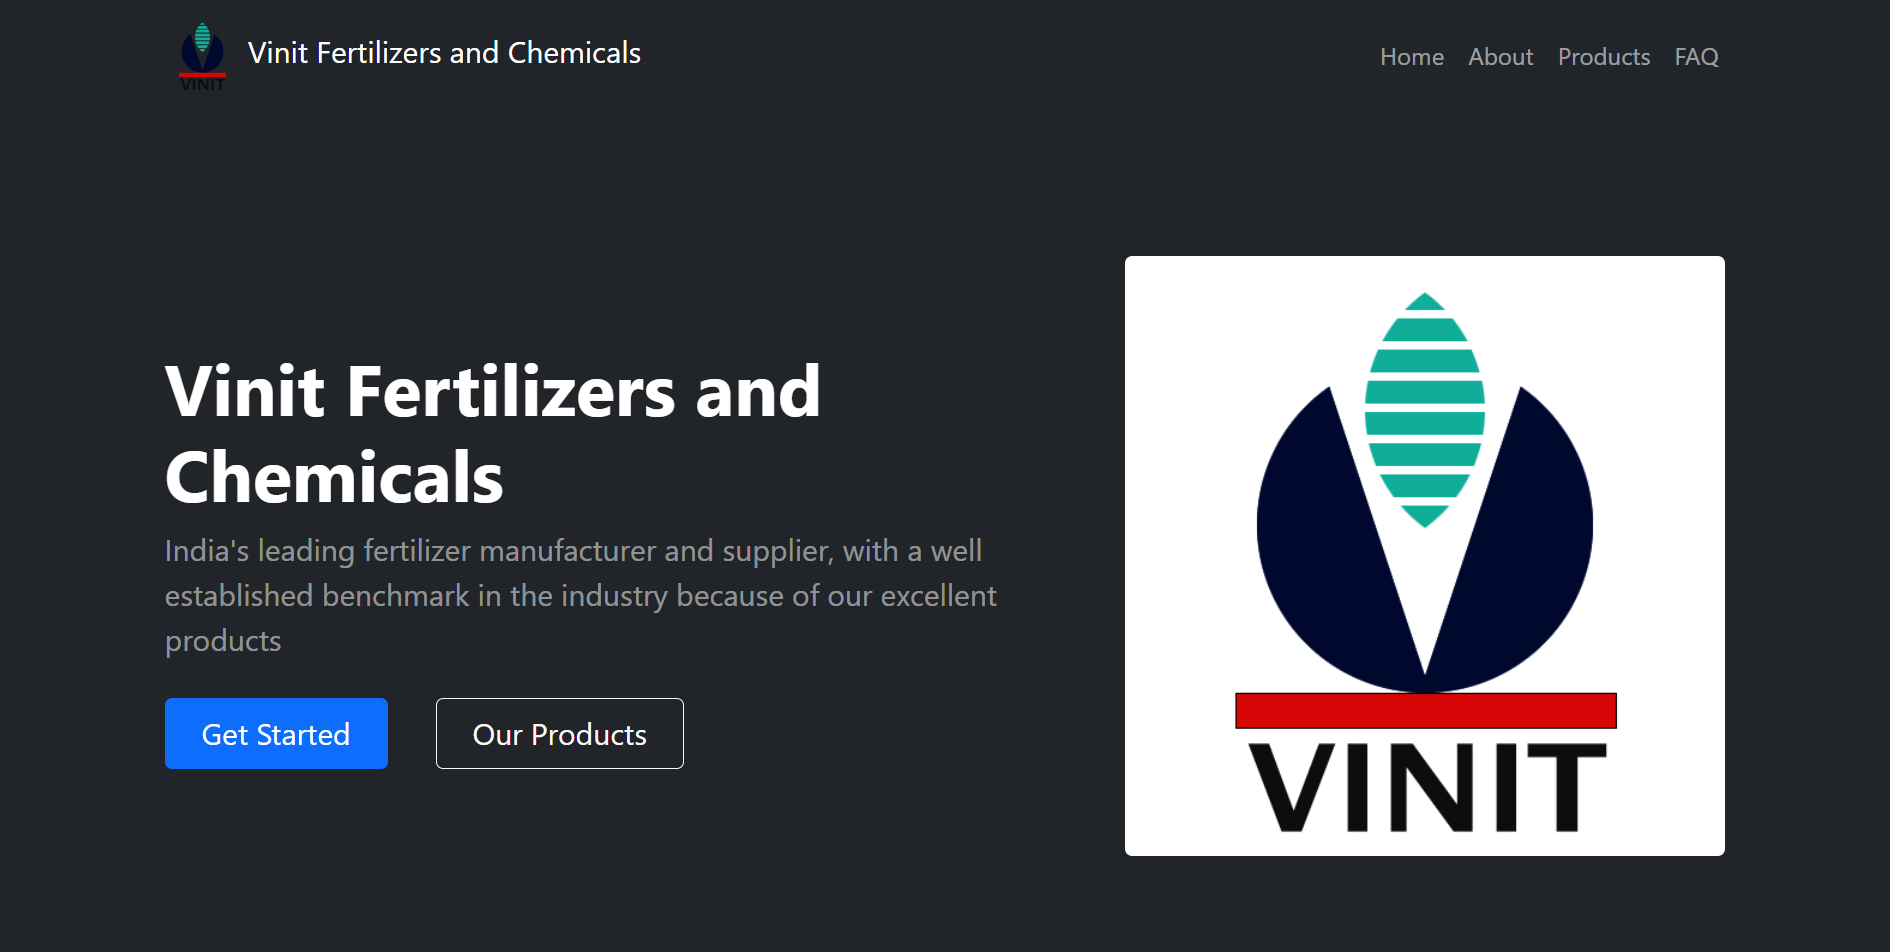 VINIT
Vinit Fertilizers and Chemicals
Home About Products FAQ
Vinit Fertilizers and
Chemicals
India's leading fertilizer manufacturer and supplier, with a well
established benchmark in the industry because of our excellent
products
Get Started Our Products
VINIT